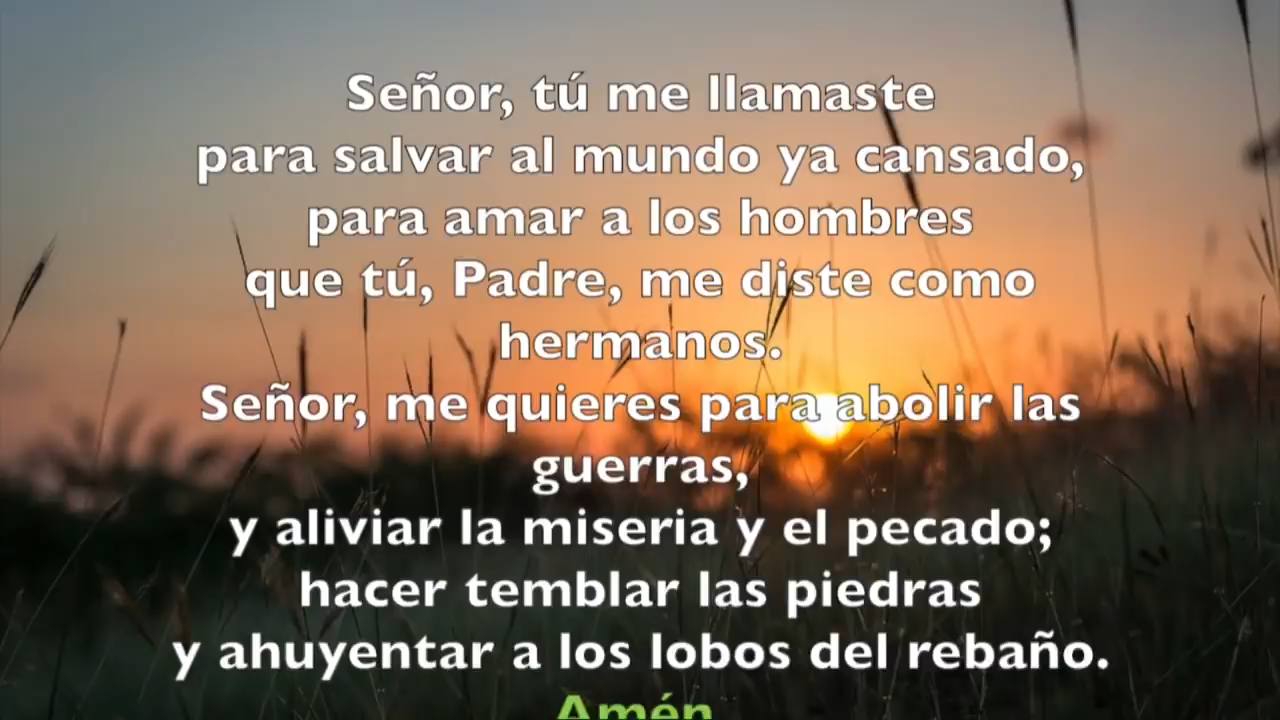 Señor, tú me llamaste
para salvar al mundo ya cansado,
para amar a los hombres
que tú, Padre, me diste como
hermanos.
Señor, me quieres para abolir las
guerras,
y aliviar la miseria y el pecado;
hacer temblar las piedras
y ahuyentar a los lobos del rebaño.
Amén